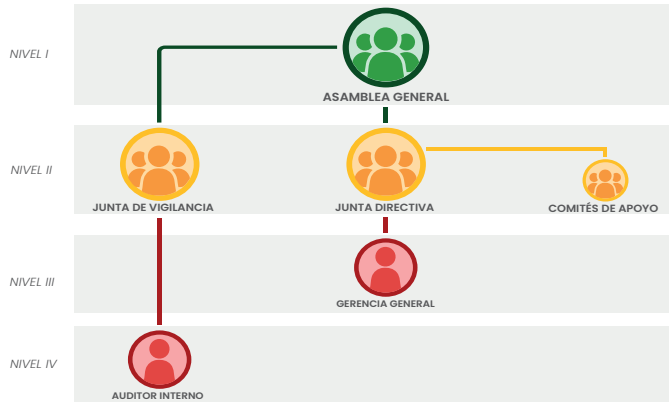 NIVEL I
ASAMBLEA GENERAL
NIVEL II
JUNTA DE VIGILANCIA
JUNTA DIRECTIVA
COMITÉS DE APOYO
NIVEL III
GERENCIA GENERAL
NIVEL IV
AUDITOR INTERNO